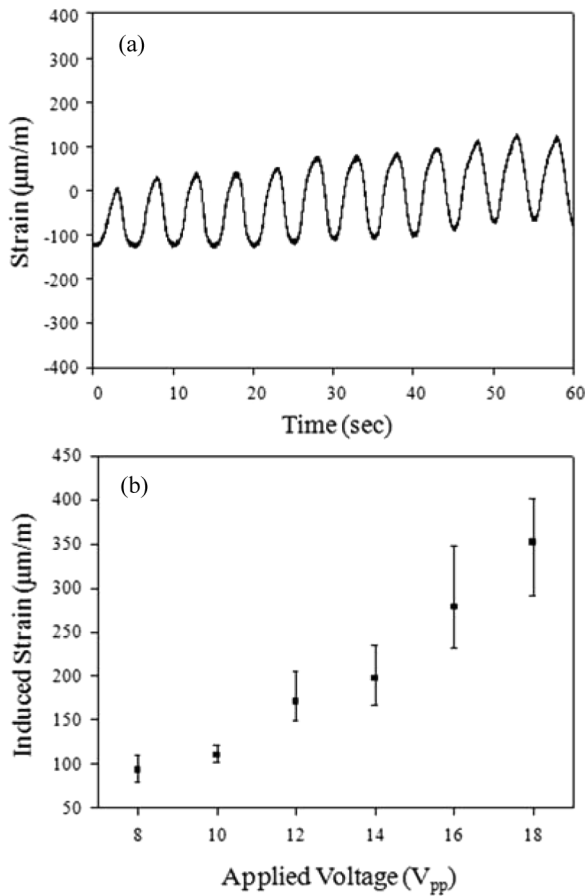 (a)
400
300
200
100
0
-100
-200
-300
-400
Strain (μm/m)
0 10 20 30 40 50 60
Time (sec)
(b)
450
400
350
300
250
200
150
100
50
Induced Strain (μm/m)
8 10 12 14 16 18
Applied Voltage (Vpp)